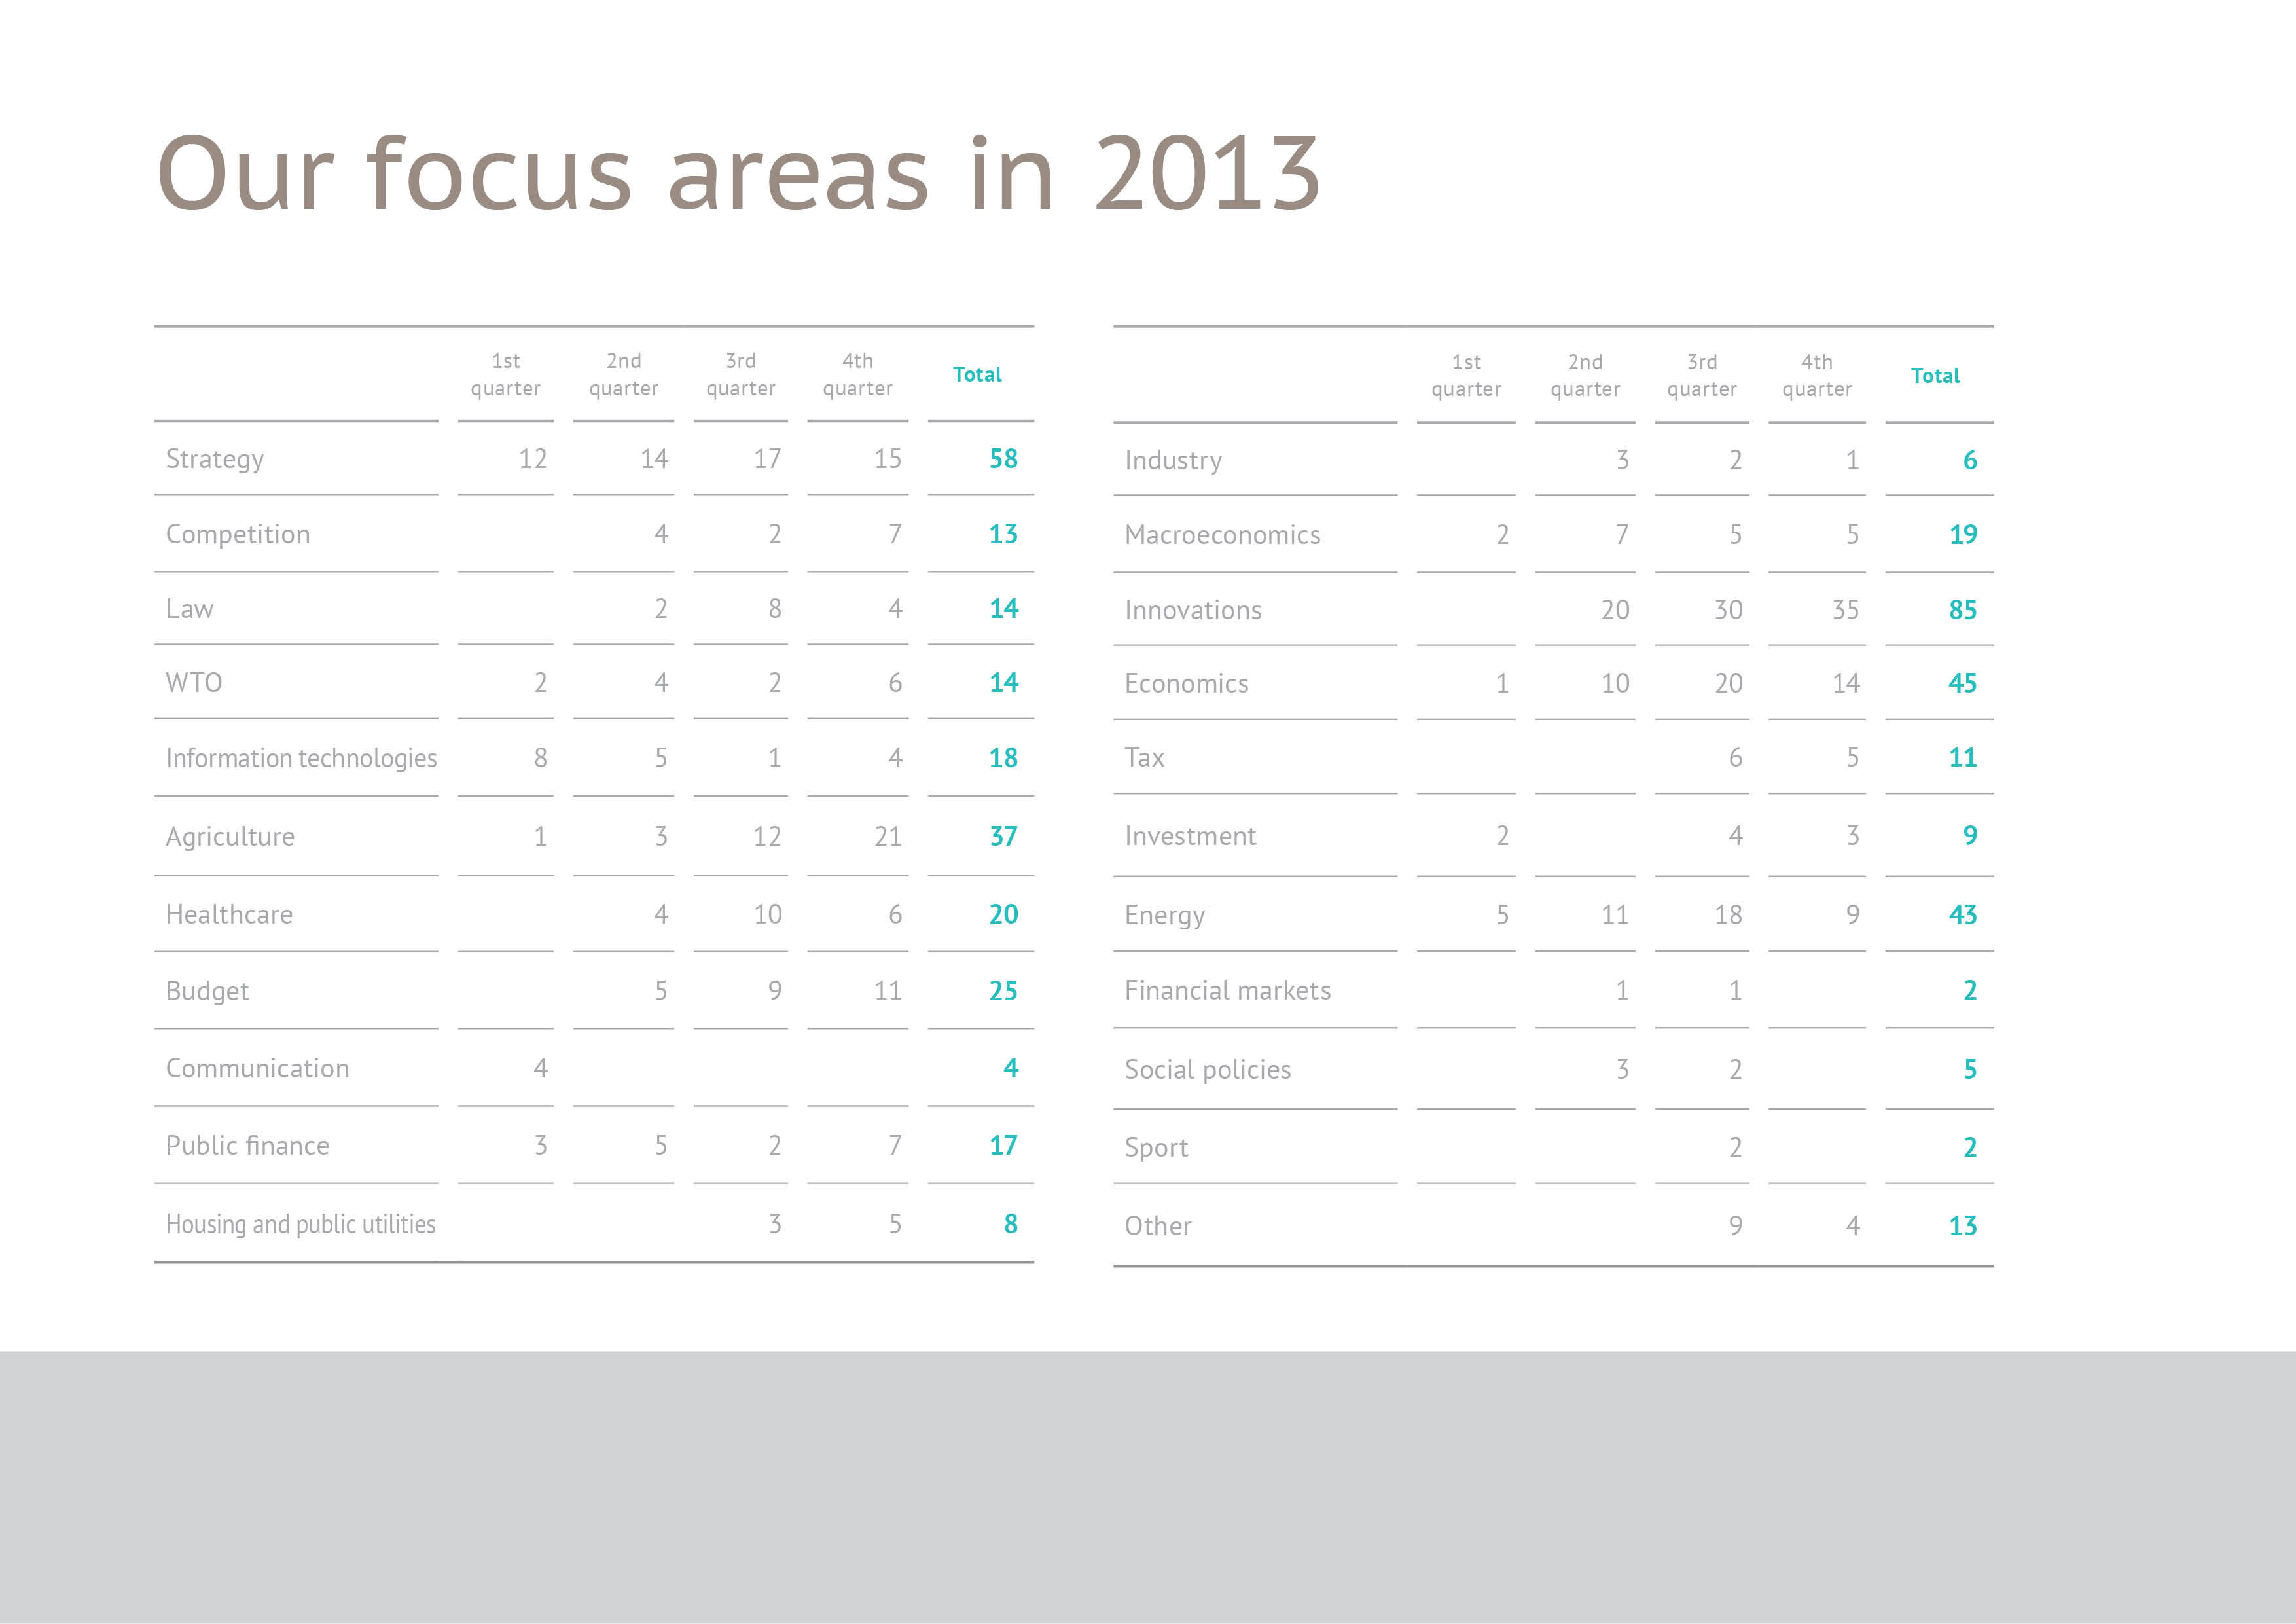 Our focus areas in 2013
1st quarter 2nd quarter 3rd quarter 4th quarter Total
Strategy 12 14 17 15 58
Competition 4 2 7 13
Law 2 8 4 14
WTO 2 4 2 6 14
Information technologies 8 5 1 4 18
Agriculture 1 3 12 21 37
Healthcare 4 10 6 20
Budget 5 9 11 25
Communication 4 4
Public finance 3 5 2 7 17
Housing and public utilities 3 5 8
1st quarter 2nd quarter 3rd quarter 4th quarter Total
Industry 3 2 1 6
Macroeconomics 2 7 5 5 19
Innovations 20 30 35 85
Economics 1 10 20 14 45
Tax 6 5 11
Investment 2 4 3 9
Energy 5 11 18 9 43
Financial markets 1 1 2
Social policies 3 2 5
Sport 2 2
Other 9 4 13